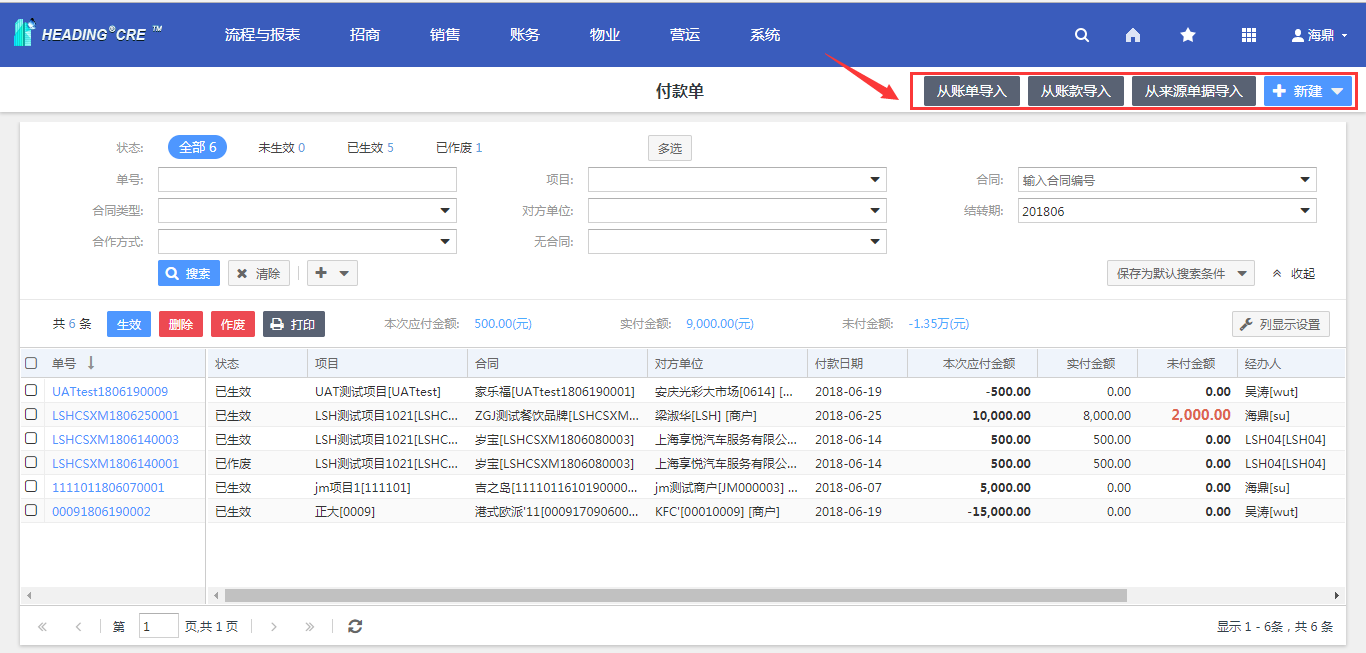 HEADING®CRE ™ 流程与报表 招商 销售 账务 物业 营运 系统 海鼎
付款单 从账单导入 从账款导入 从来源单据导入 新建
状态: 全部 6 未生效 0 已生效 5 已作废 1 多选
单号: 项目: 合同: 输入合同编号
合同类型: 对方单位: 结转期: 201806
合作方式: 无合同:
搜索 清除 保存为默认搜索条件 收起
共 6 条 生效 删除 作废 打印 本次应付金额: 500.00(元) 实付金额: 9,000.00(元) 未付金额: -1.35万(元) 列显示设置
单号 状态 项目 合同 对方单位 付款日期 本次应付金额 实付金额 未付金额 经办人
UATtest1806190009 已生效 UAT测试项目[UATtest] 家乐福[UATtest1806190001] 安庆光彩大市场[0614] [... 2018-06-19 -500.00 0.00 0.00 吴涛[wut]
LSHCSXM1806250001 已生效 LSH测试项目1021[LSHC... ZGJ测试餐饮品牌[LSHCSXM... 梁淑华[LSH] [商户] 2018-06-25 10,000.00 8,000.00 2,000.00 海鼎[su]
LSHCSXM1806140003 已生效 LSH测试项目1021[LSHC... 岁宝[LSHCSXM1806080003] 上海享悦汽车服务有限公... 2018-06-14 500.00 500.00 0.00 LSH04[LSH04]
LSHCSXM1806140001 已作废 LSH测试项目1021[LSHC... 岁宝[LSHCSXM1806080003] 上海享悦汽车服务有限公... 2018-06-14 500.00 500.00 0.00 LSH04[LSH04]
1111011806070001 已生效 jm项目1[111101] 吉之岛[1111011610190000... jm测试商户[JM000003] ... 2018-06-07 5,000.00 0.00 0.00 海鼎[su]
00091806190002 已生效 正大[0009] 港式欧派'11[000917090600... KFC'[00010009] [商户] 2018-06-19 -15,000.00 0.00 0.00 吴涛[wut]
第 1 页,共 1 页 显示 1 - 6条，共 6 条